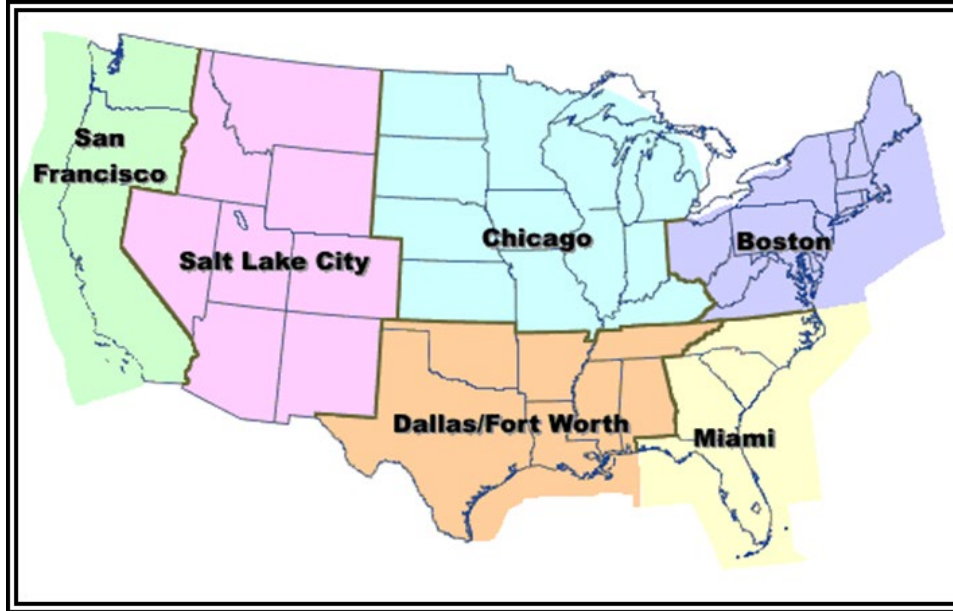 San
Francisco
Salt Lake City
Chicago
Boston
Dallas/Fort Worth
Miami